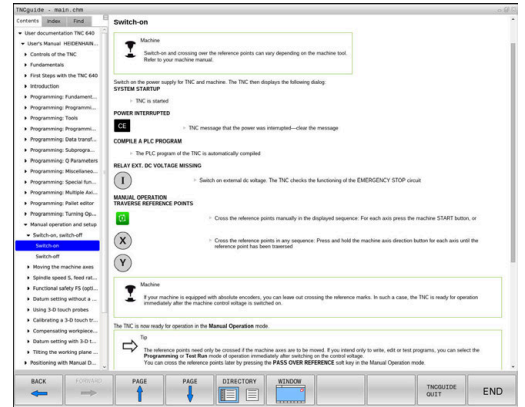 TNCguide - main.chm
Contents Index Find
User documentation TNC 640
User's Manual HEIDENHAIN...
Controls of the TNC
Fundamentals
First Steps with the TNC 640
Introduction
Programming: Fundament...
Programming: Programmi...
Programming: Tools
Programming: Programmi...
Programming: Data transf...
Programming: Subprogra...
Programming: Q Parameters
Programming: Miscellaneo...
Programming: Special fun...
Programming: Multiple Axi...
Programming: Pallet editor
Programming: Turning Op...
Manual operation and setup
Switch-on, switch-off
Switch-on
Switch-off
Moving the machine axes
Spindle speed S, feed rat...
Functional safety FS (opti...
Datum setting without a ...
Using 3-D touch probes
Calibrating a 3-D touch tr...
Compensating workpiece...
Datum setting with 3-D t...
Tilting the working plane ...
Positioning with Manual D...
Switch-on
Machine
Switch-on and crossing over the reference points can vary depending on the machine tool.
Refer to your machine manual.
Switch on the power supply for TNC and machine. The TNC then displays the following dialog:
SYSTEM STARTUP
TNC is started
POWER INTERRUPTED
CE
TNC message that the power was interrupted—clear the message
COMPILE A PLC PROGRAM
The PLC program of the TNC is automatically compiled
RELAY EXT. DC VOLTAGE MISSING
I
Switch on external dc voltage. The TNC checks the functioning of the EMERGENCY STOP circuit
MANUAL OPERATION
TRAVERSE REFERENCE POINTS
Cross the reference points manually in the displayed sequence: For each axis press the machine START button, or
X
Cross the reference points in any sequence: Press and hold the machine axis direction button for each axis until the
reference point has been traversed
Y
Machine
If your machine is equipped with absolute encoders, you can leave out crossing the reference marks. In such a case, the TNC is ready for operation
immediately after the machine control voltage is switched on.
The TNC is now ready for operation in the Manual Operation mode.
Tip
The reference points need only be crossed if the machine axes are to be moved. If you intend only to write, edit or test programs, you can select the
Programming or Test Run mode of operation immediately after switching on the control voltage.
You can cross the reference points later by pressing the PASS OVER REFERENCE soft key in the Manual Operation mode.
BACK FORWARD PAGE PAGE DIRECTORY WINDOW TNCGUIDE
QUIT END